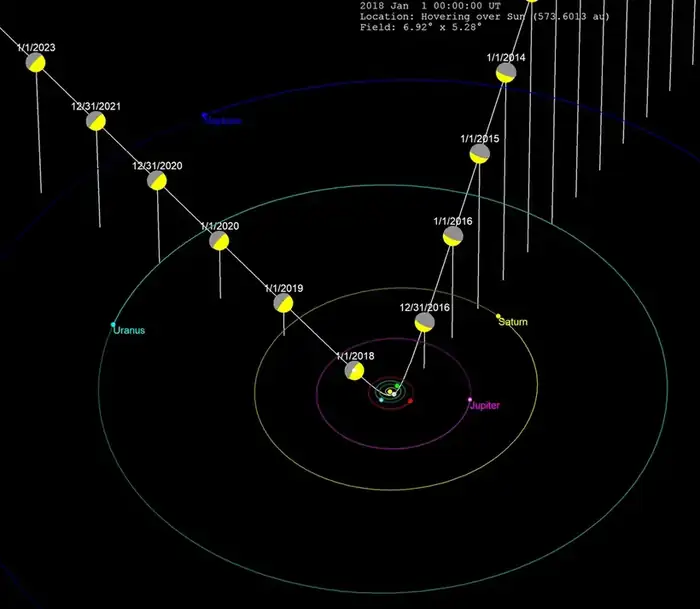 2018 Jan  1 00:00:00 UT
Location: Hovering over Sun (573.6013 au)
Field: 6.92° x 5.28°
1/1/2023
1/1/2014
12/31/2021
1/1/2015
12/31/2020
1/1/2020
1/1/2016
1/1/2019
12/31/2016
Saturn
Uranus
1/1/2018
Jupiter